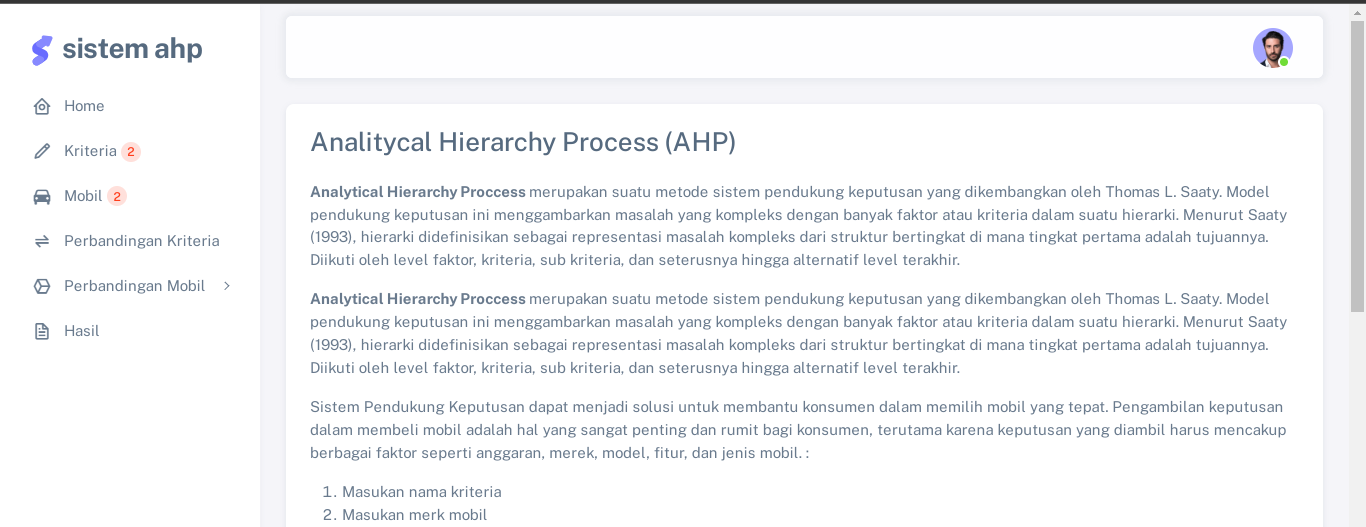 sistem ahp
Home
Kriteria 2
Mobil 2
Perbandingan Kriteria
Perbandingan Mobil
Hasil
Analitycal Hierarchy Process (AHP)
Analytical Hierarchy Proccess merupakan suatu metode sistem pendukung keputusan yang dikembangkan oleh Thomas L. Saaty. Model
pendukung keputusan ini menggambarkan masalah yang kompleks dengan banyak faktor atau kriteria dalam suatu hierarki. Menurut Saaty
(1993), hierarki didefinisikan sebagai representasi masalah kompleks dari struktur bertingkat di mana tingkat pertama adalah tujuannya.
Diikuti oleh level faktor, kriteria, sub kriteria, dan seterusnya hingga alternatif level terakhir.
Analytical Hierarchy Proccess merupakan suatu metode sistem pendukung keputusan yang dikembangkan oleh Thomas L. Saaty. Model
pendukung keputusan ini menggambarkan masalah yang kompleks dengan banyak faktor atau kriteria dalam suatu hierarki. Menurut Saaty
(1993), hierarki didefinisikan sebagai representasi masalah kompleks dari struktur bertingkat di mana tingkat pertama adalah tujuannya.
Diikuti oleh level faktor, kriteria, sub kriteria, dan seterusnya hingga alternatif level terakhir.
Sistem Pendukung Keputusan dapat menjadi solusi untuk membantu konsumen dalam memilih mobil yang tepat. Pengambilan keputusan
dalam membeli mobil adalah hal yang sangat penting dan rumit bagi konsumen, terutama karena keputusan yang diambil harus mencakup
berbagai faktor seperti anggaran, merek, model, fitur, dan jenis mobil. :
1. Masukan nama kriteria
2. Masukan merk mobil